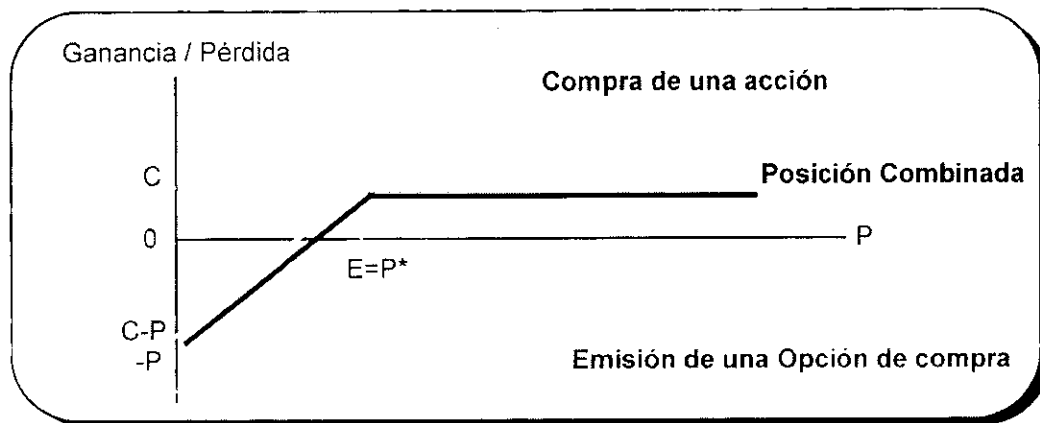 Ganancia / Pérdida
Compra de una acción
C
Posición Combinada
0
P
E=P*
C-P
-P
Emisión de una Opción de compra